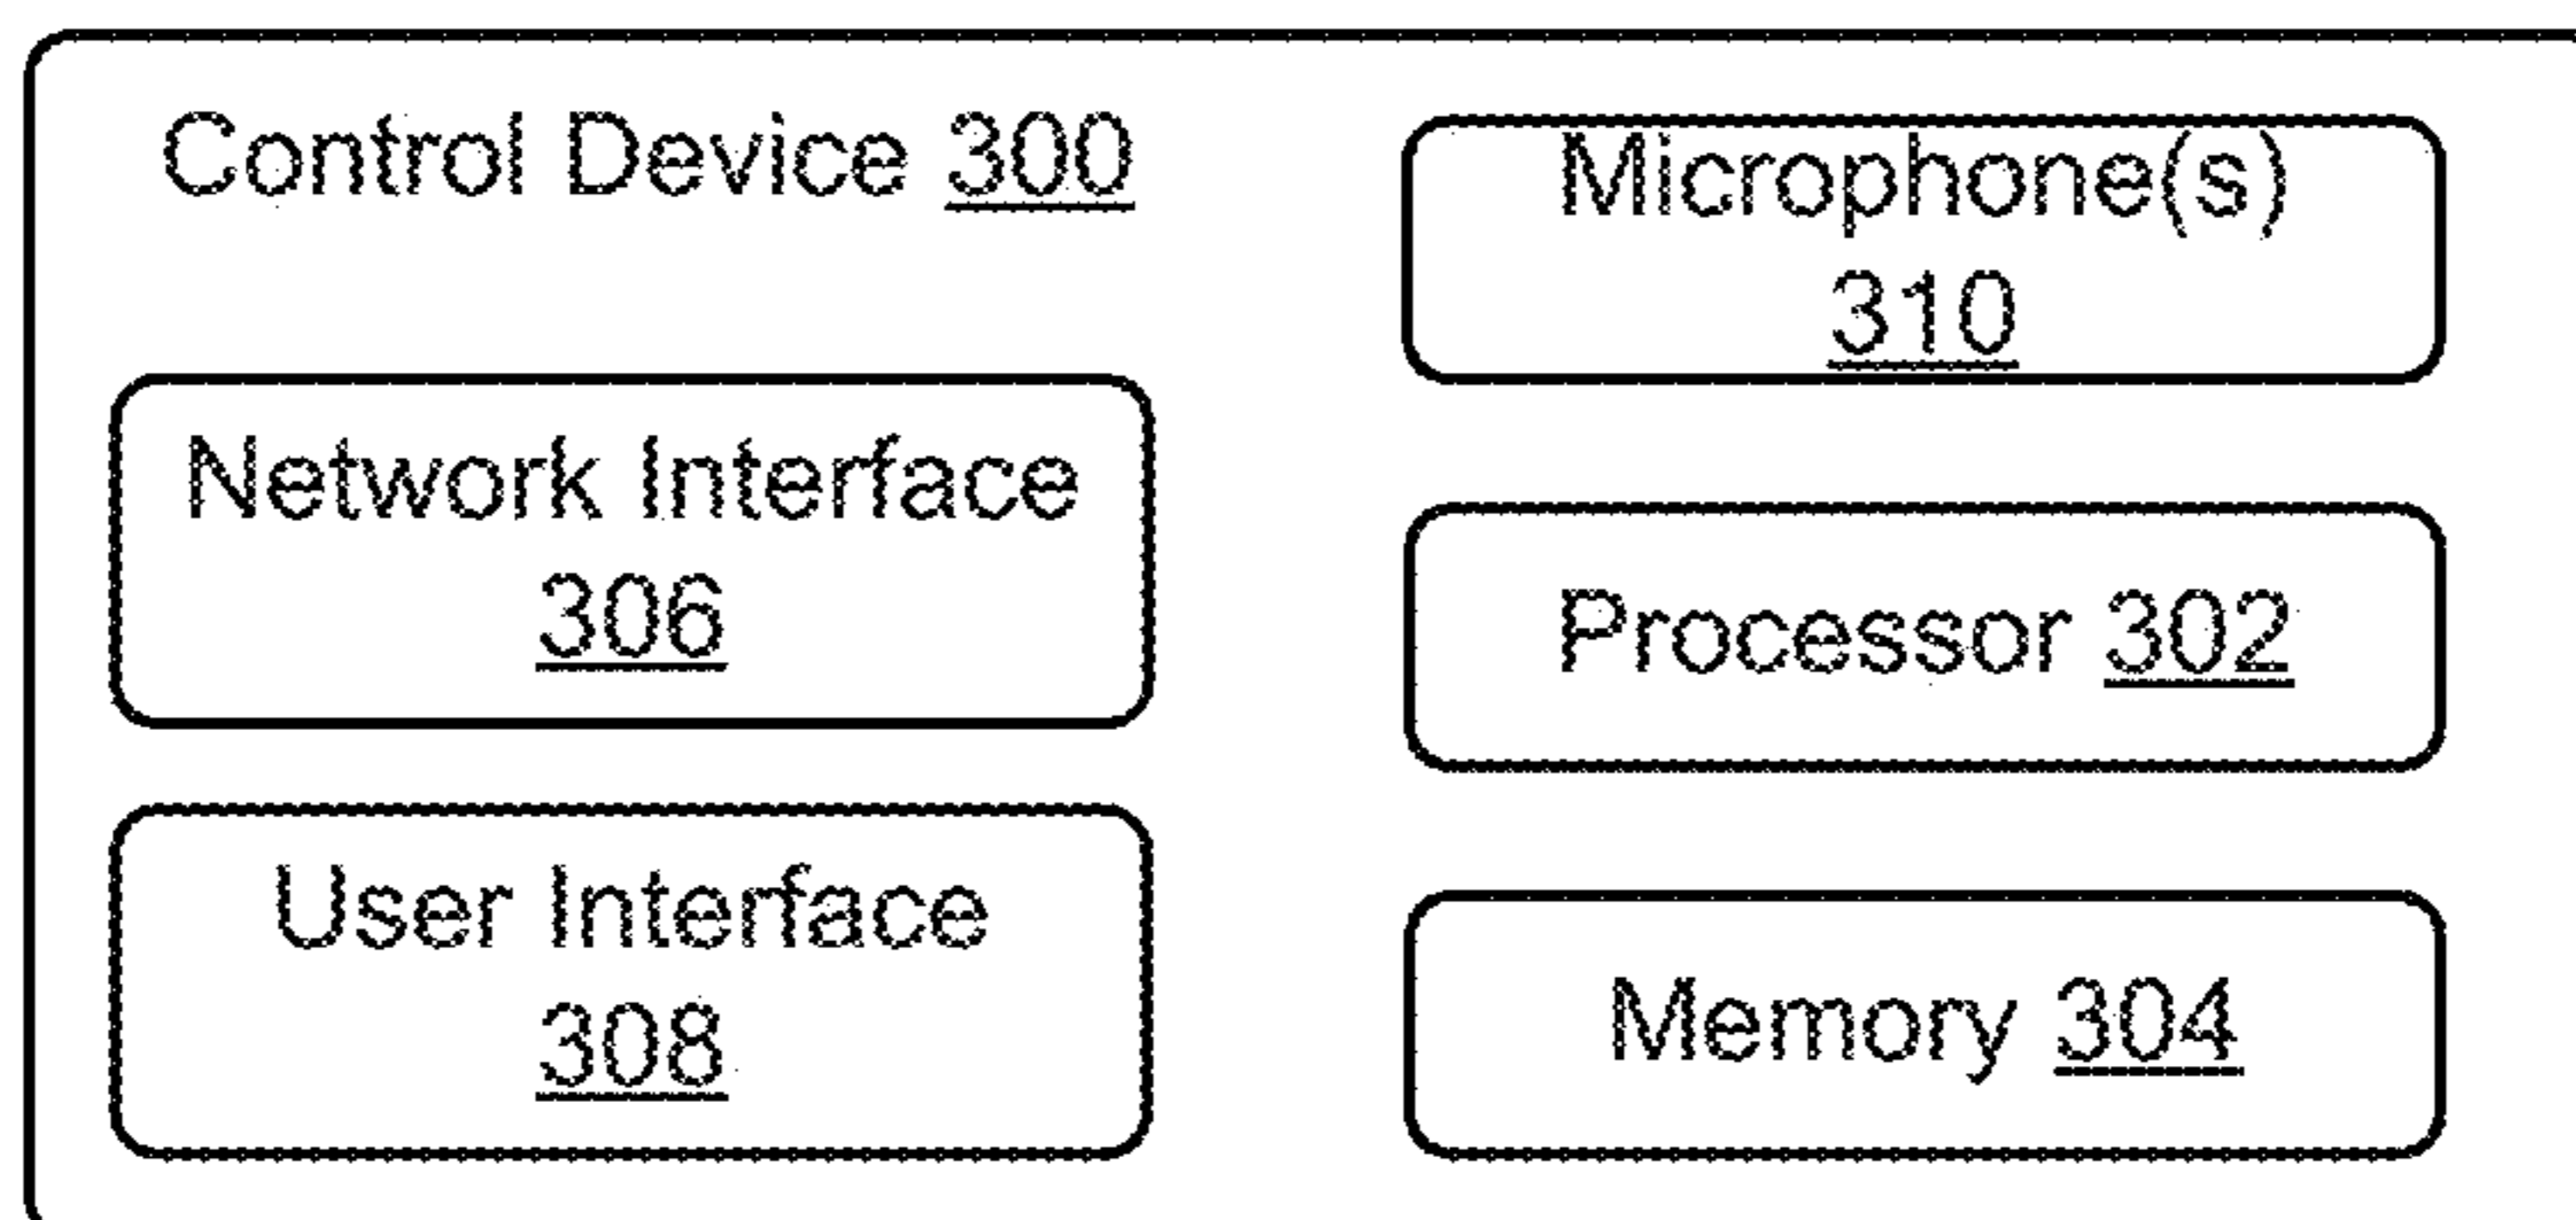 Control Device 300
Network Interface
306
User Interface
308
Microphone(s)
310
Processor 302
Memory 304